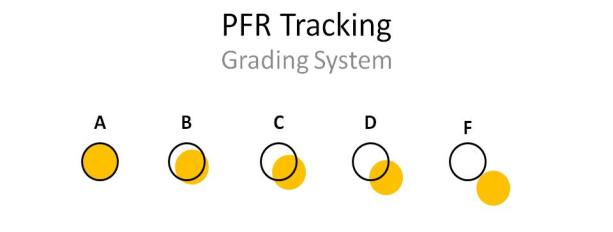 PFR Tracking
Grading System
A B C D F